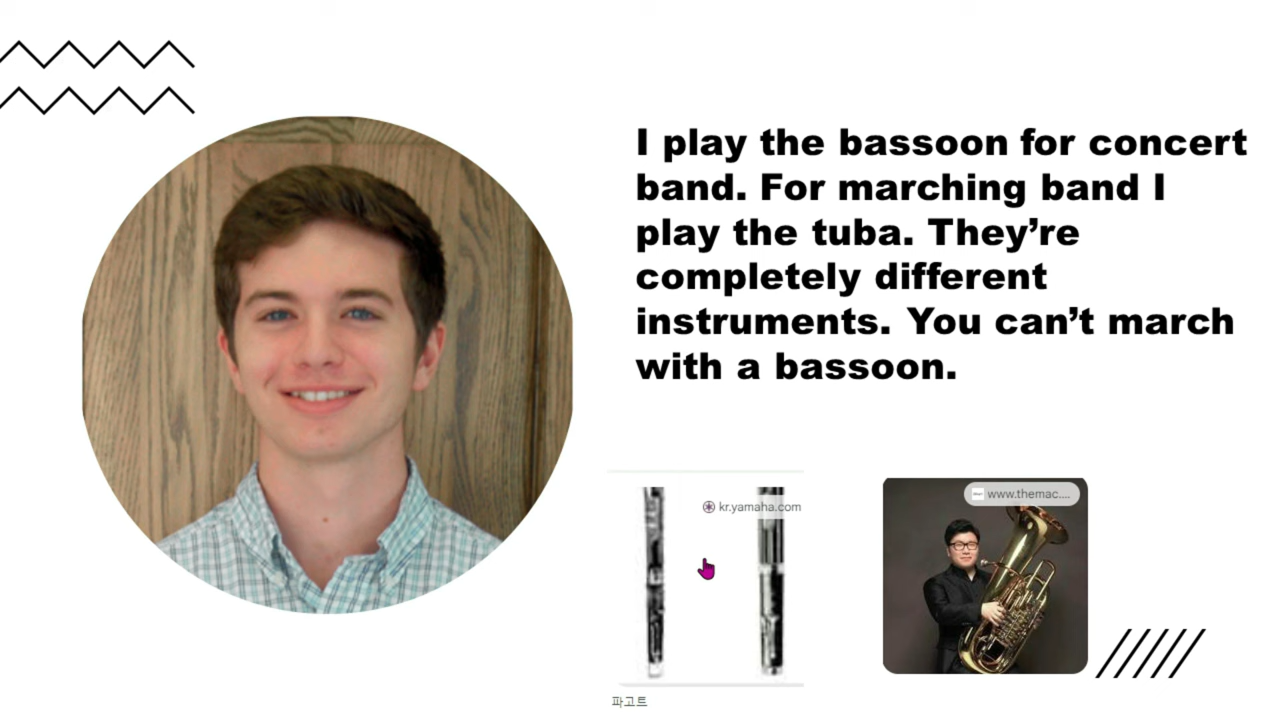 I play the bassoon for concert
band. For marching band I
play the tuba. They’re
completely different
instruments. You can’t march
with a bassoon.
kr.yamaha.com
www.themac....
파고트